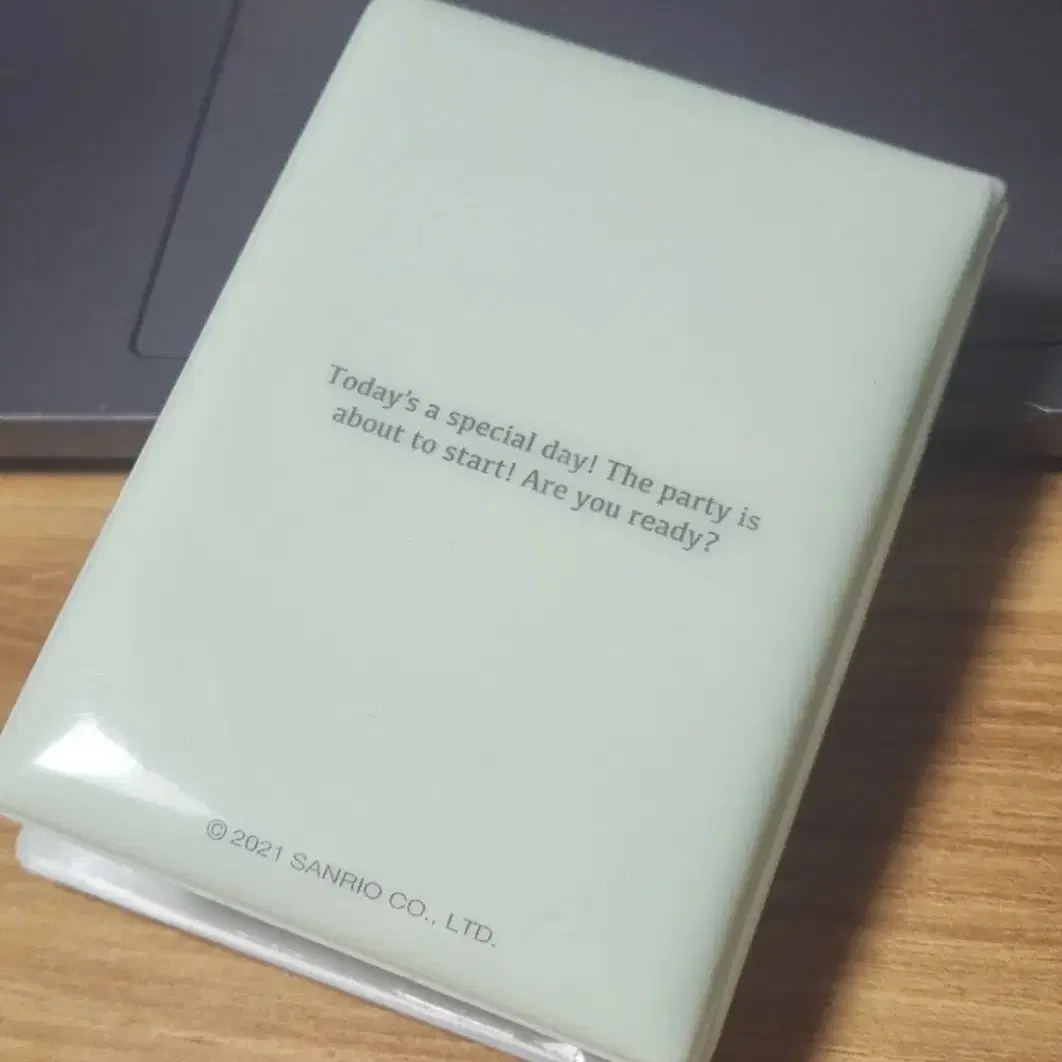 Today's a special day! The party is
about to start! Are you ready?
© 2021 SANRIO CO., LTD.